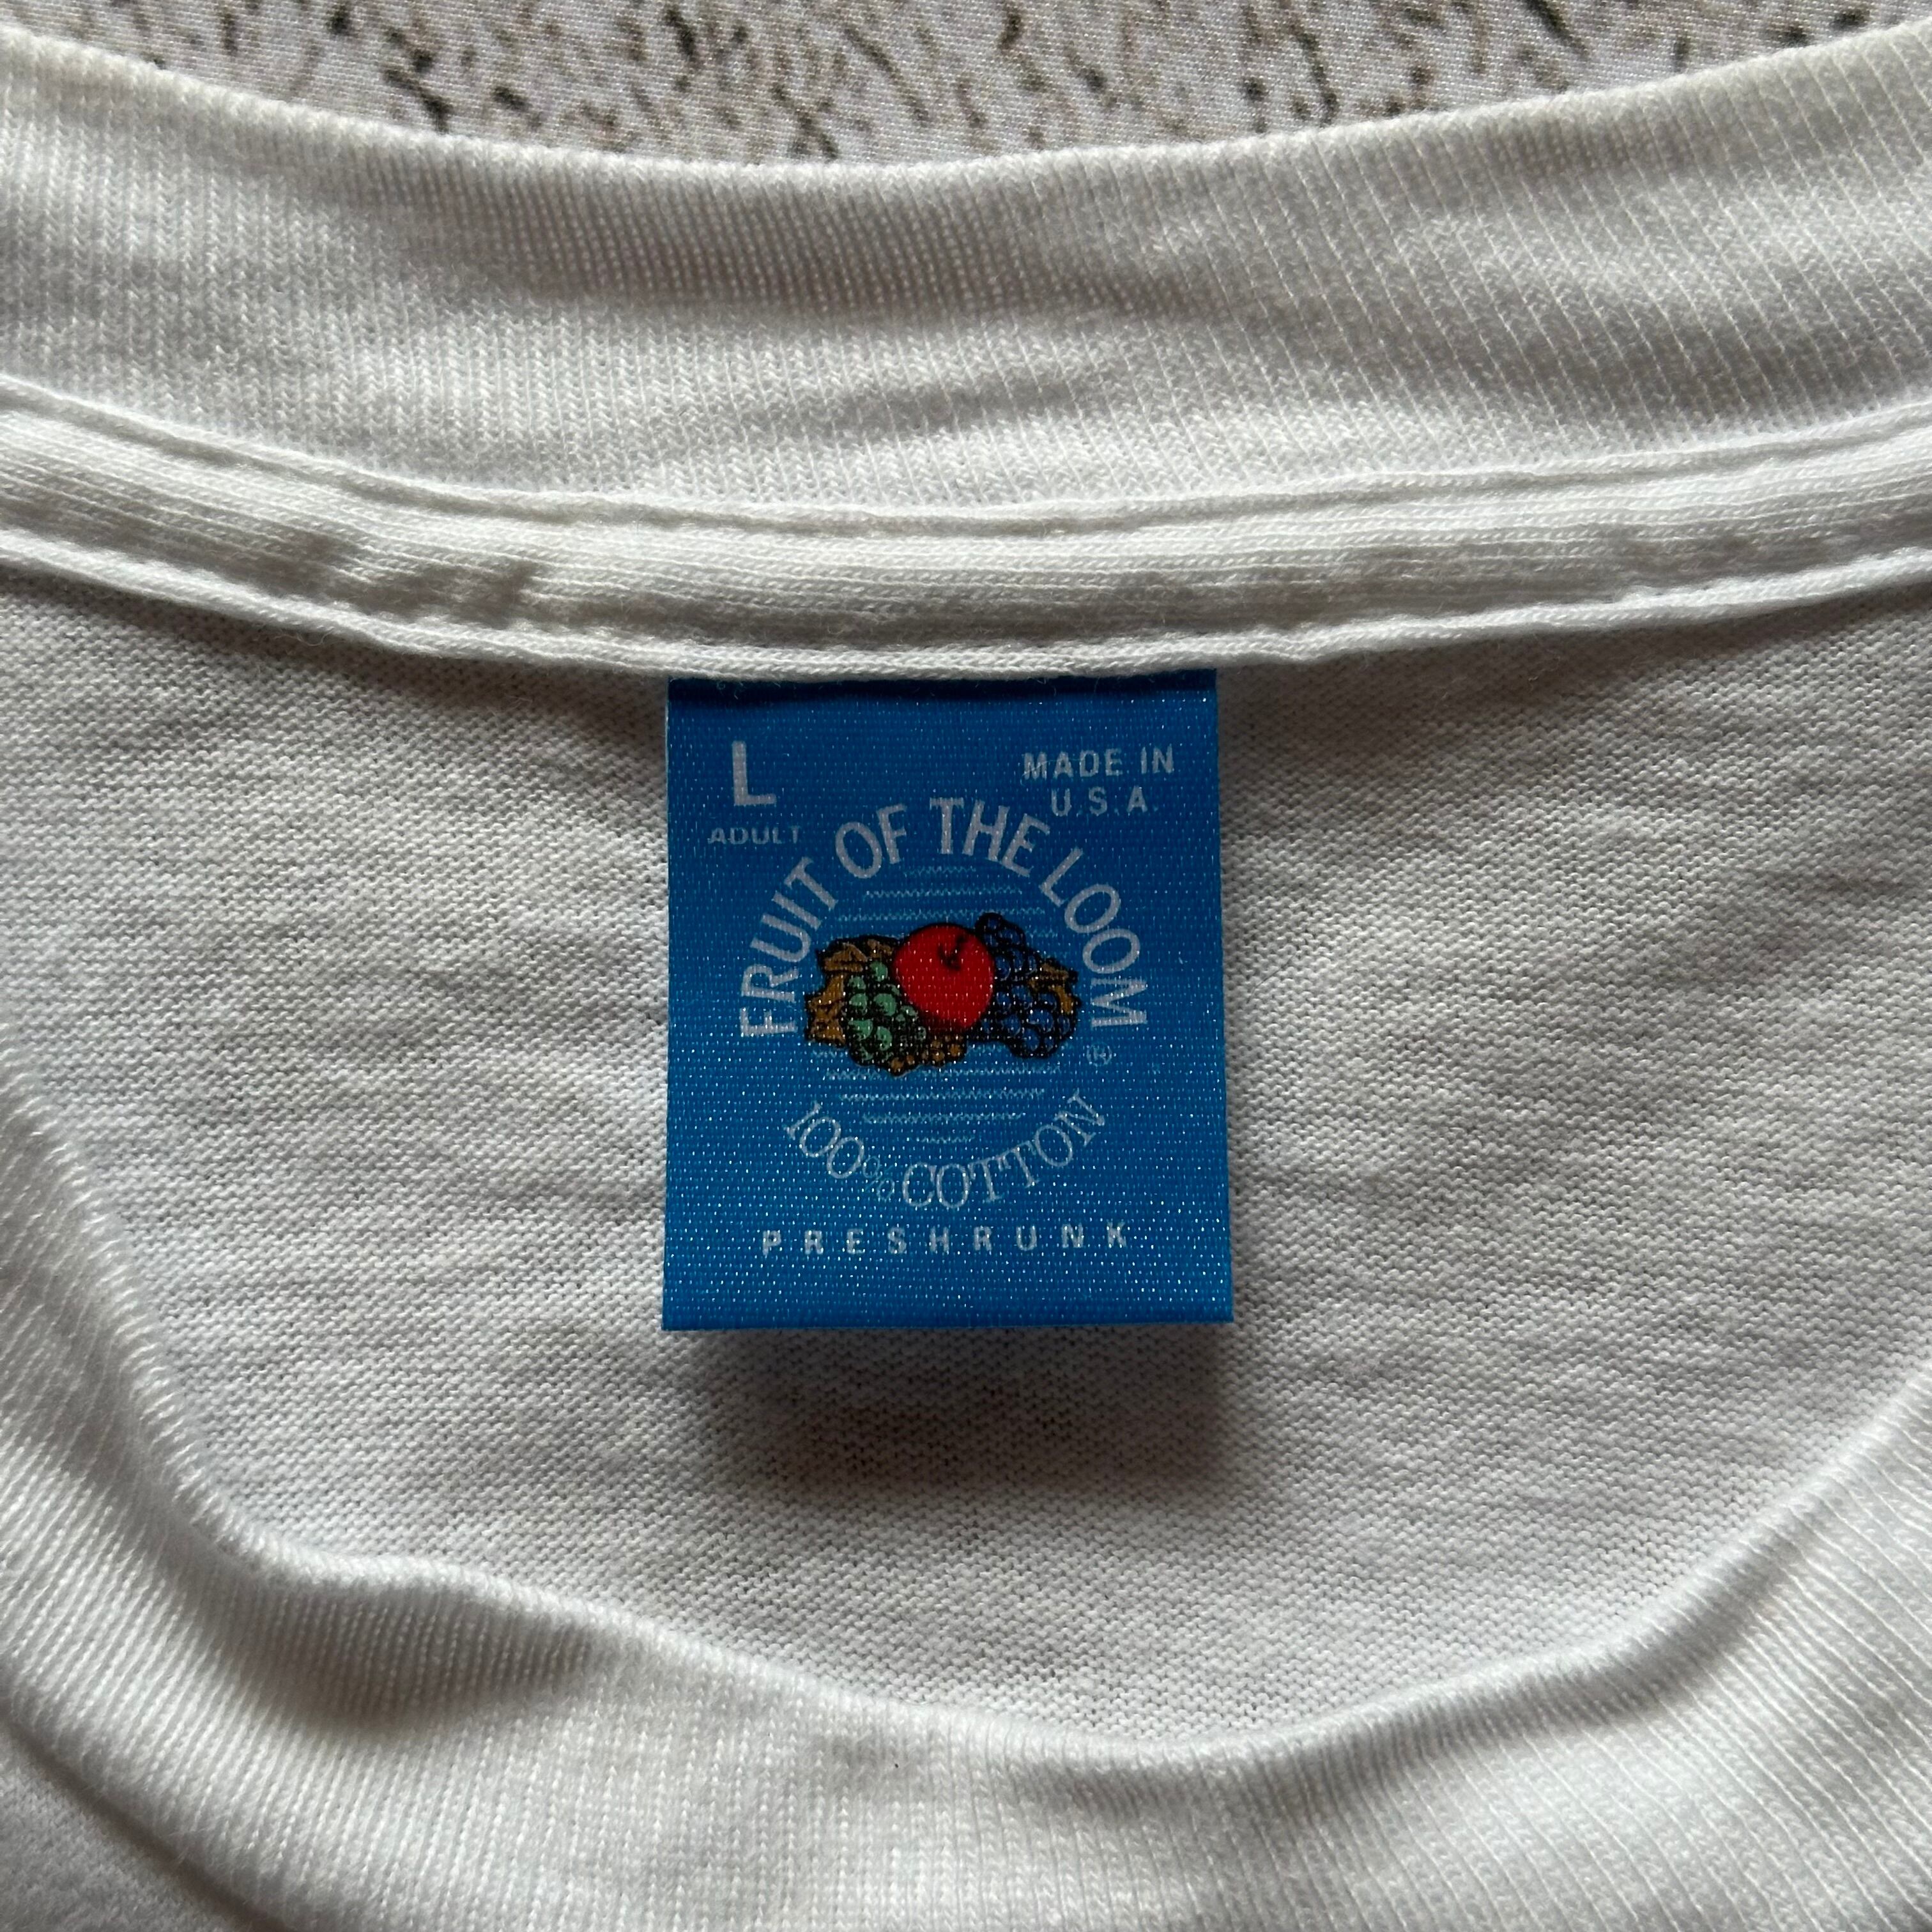 L
ADULT
MADE IN
U.S.A.
FRUIT OF THE LOOM
®
100% COTTON
PRESHRUNK